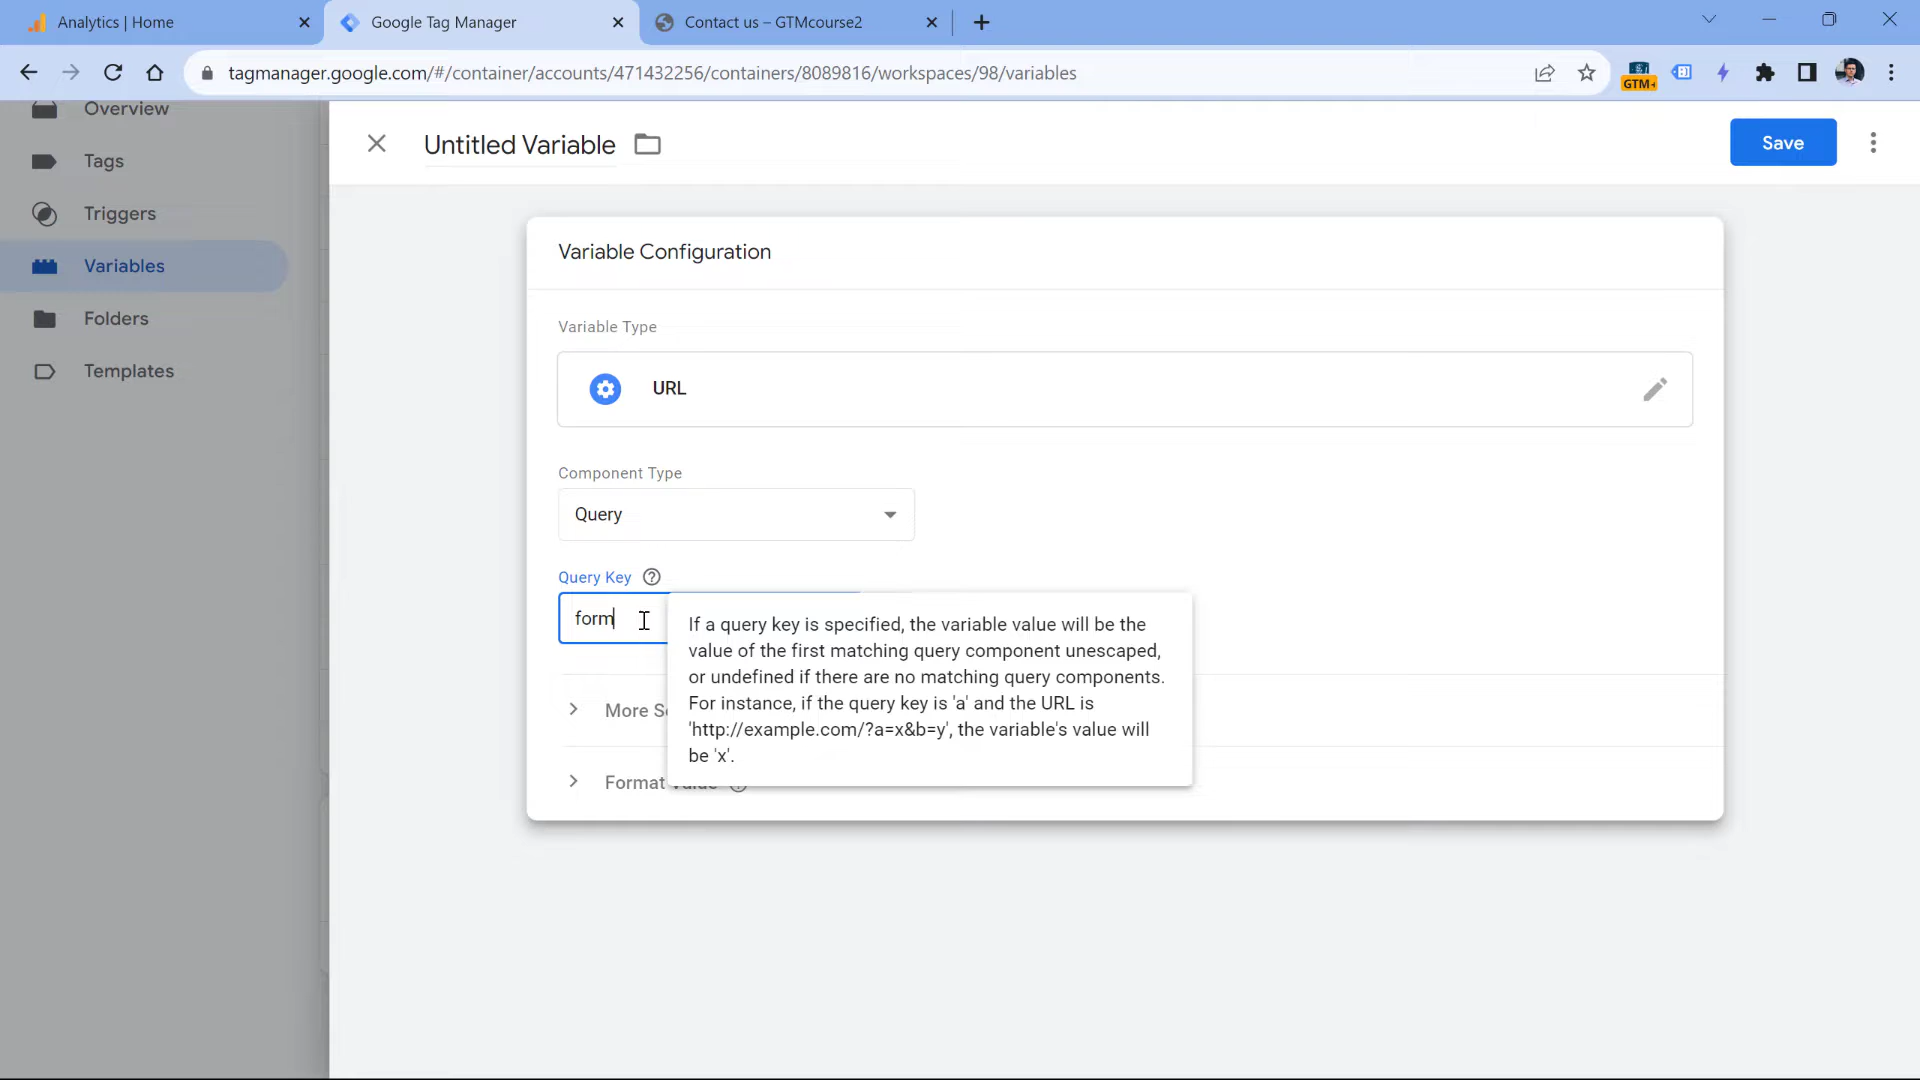 Analytics | Home
Google Tag Manager
Contact us – GTMcourse2
tagmanager.google.com/#/container/accounts/471432256/containers/8089816/workspaces/98/variables
GTM
Overview
Tags
Triggers
Variables
Folders
Templates
Untitled Variable
Save
Variable Configuration
Variable Type
URL
Component Type
Query
Query Key
form
If a query key is specified, the variable value will be the
value of the first matching query component unescaped,
or undefined if there are no matching query components.
For instance, if the query key is 'a' and the URL is
'http://example.com/?a=x&b=y', the variable's value will
be 'x'.
More Se
Format Value